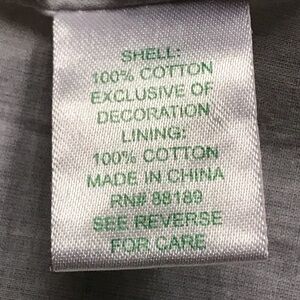 SHELL:
100% COTTON
EXCLUSIVE OF
DECORATION
LINING:
100% COTTON
MADE IN CHINA
RN# 88189
SEE REVERSE
FOR CARE